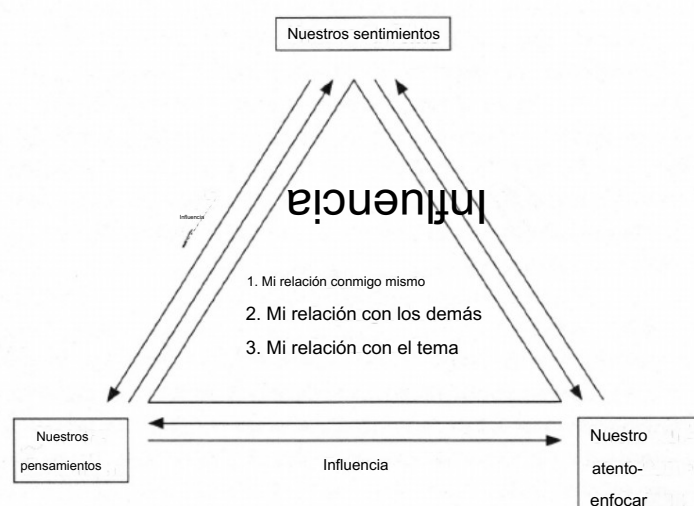 Nuestros sentimientos
Influencia
Influencia
1. Mi relación conmigo mismo
2. Mi relación con los demás
3. Mi relación con el tema
Nuestros
pensamientos
Influencia
Nuestro
atento-
enfocar